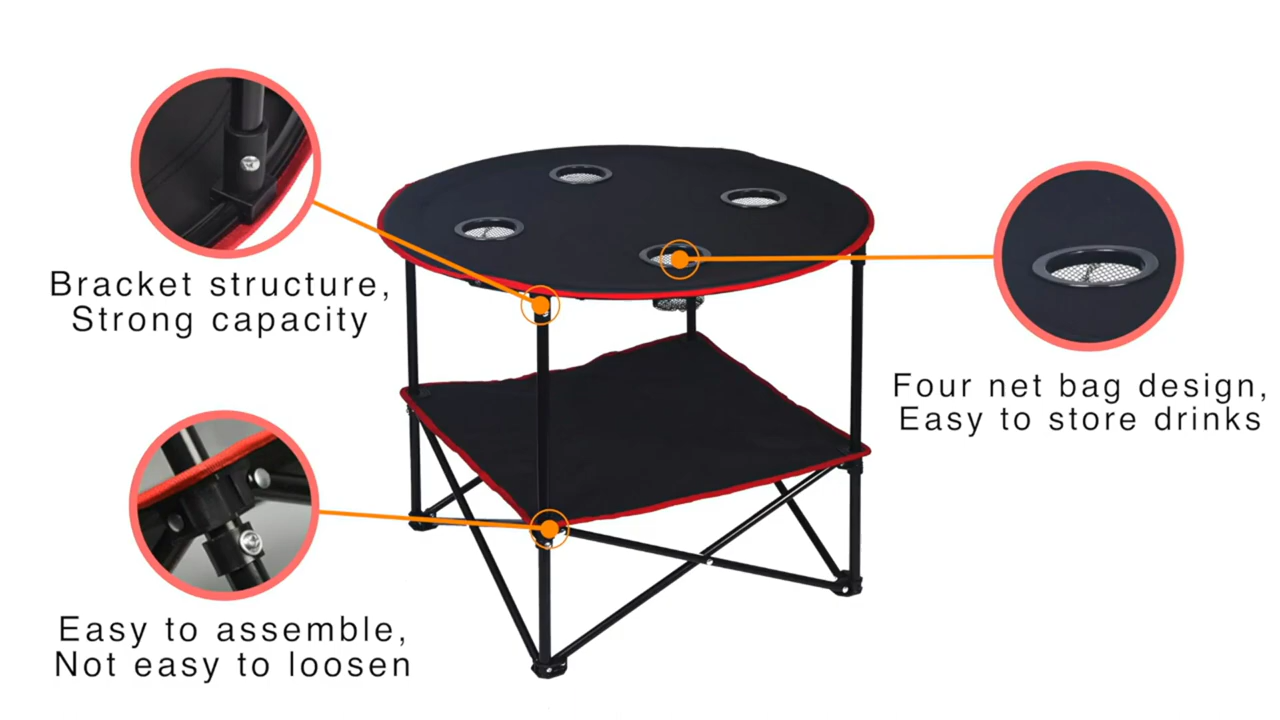 Bracket structure,
Strong capacity
Four net bag design,
Easy to store drinks
Easy to assemble,
Not easy to loosen